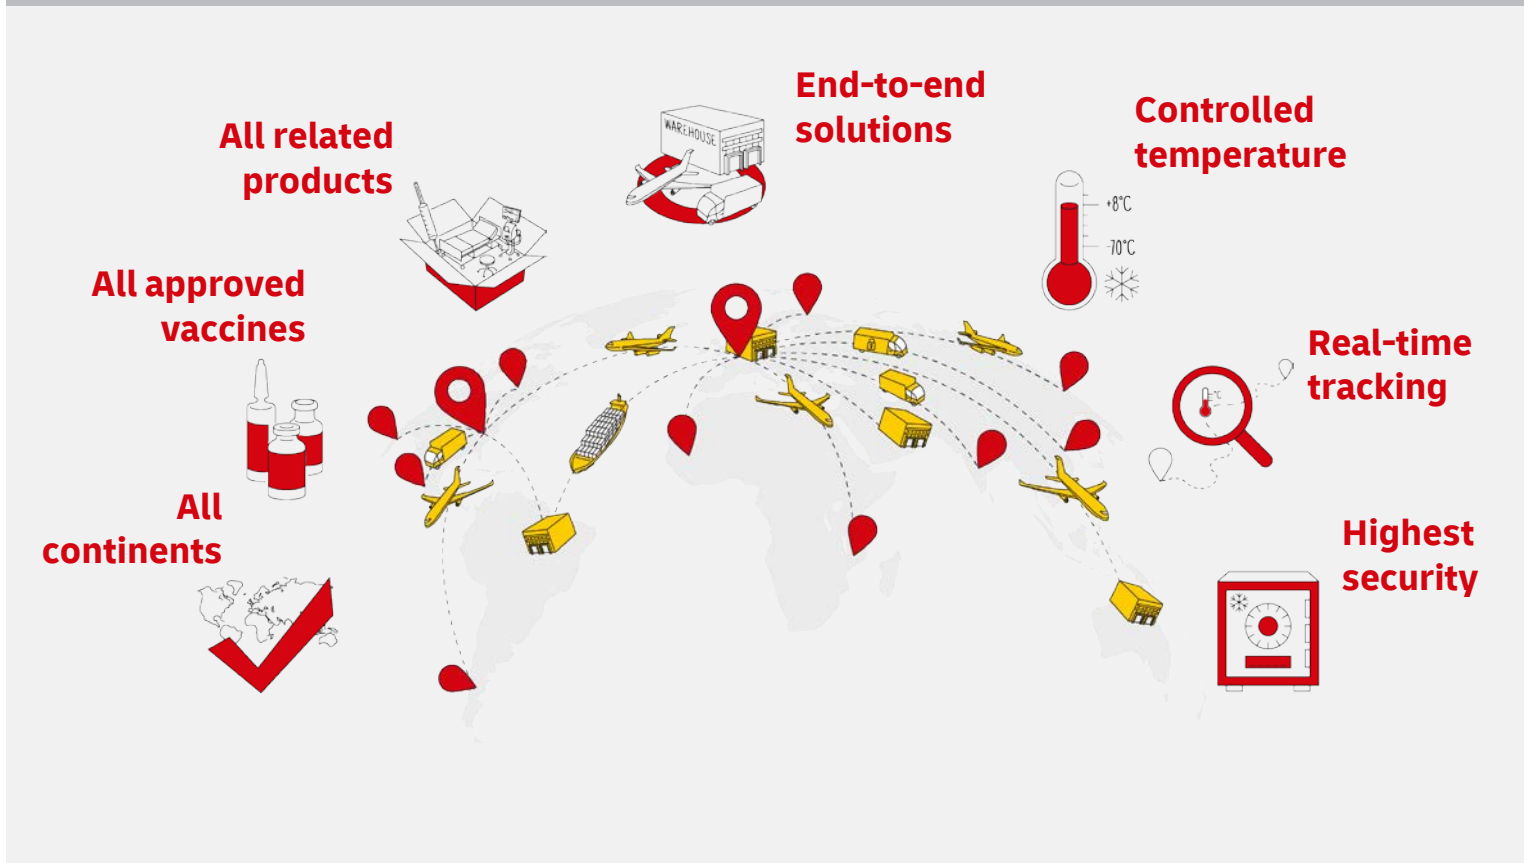 All related
products
End-to-end
solutions
WAREHOUSE
Controlled
temperature
+8°C
-70°C
All approved
vaccines
Real-time
tracking
°C
All
continents
Highest
security